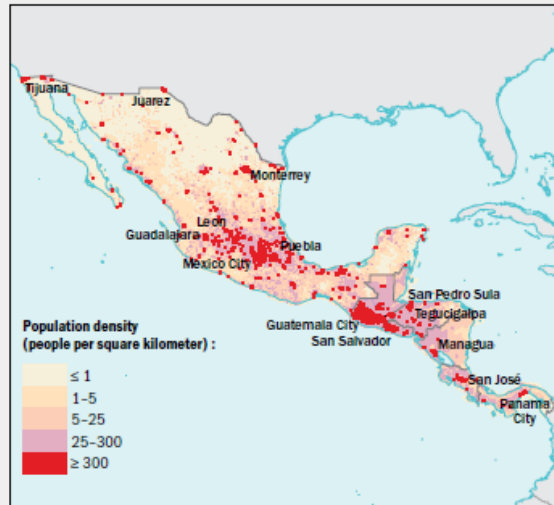 Tijuana
Juarez
Monterrey
León
Guadalajara
Puebla
Mexico City
San Pedro Sula
Tegucigalpa
Guatemala City
San Salvador
Managua
San José
Panama
City
Population density
(people per square kilometer) :
≤ 1
1–5
5–25
25–300
≥ 300